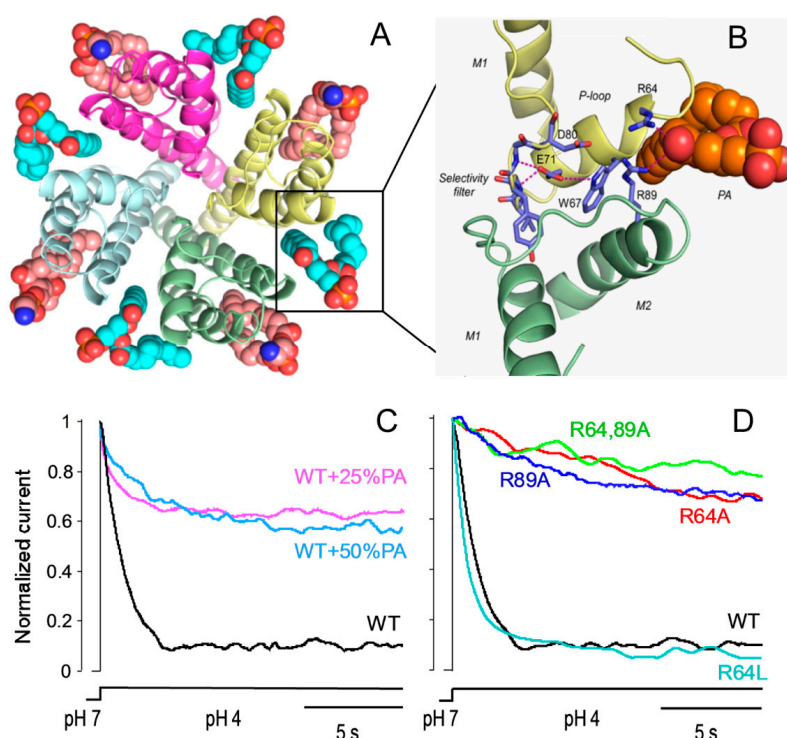 A
B
M1
R64
P-loop
D80
E71
Selectivity
filter
W67
R89
PA
M2
M1
C
D
Normalized current
1
0.8
0.6
0.4
0.2
0
WT+25%PA
WT+50%PA
WT
pH 7
pH 4
5 s
R64,89A
R89A
R64A
WT
R64L
pH 7
pH 4
5 s